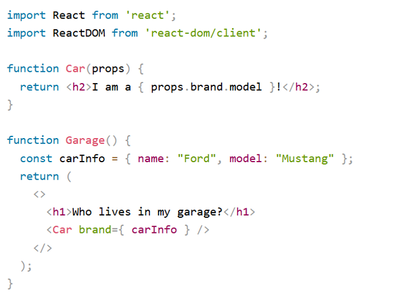 import React from 'react';
import ReactDOM from 'react-dom/client';

function Car(props) {
  return <h2>I am a { props.brand.model }!</h2>;
}

function Garage() {
  const carInfo = { name: "Ford", model: "Mustang" };
  return (
    <>
      <h1>Who lives in my garage?</h1>
      <Car brand={ carInfo } />
    </>
  );
}